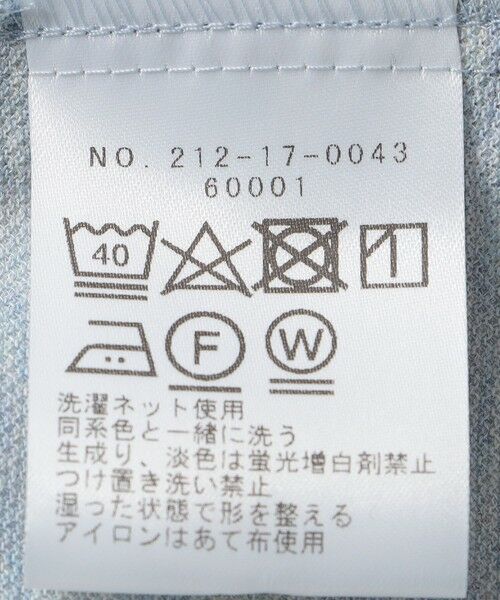 NO. 212-17-0043
60001
40
F W
洗濯ネット使用
同系色と一緒に洗う
生成り、淡色は蛍光増白剤禁止
つけ置き洗い禁止
湿った状態で形を整える
アイロンはあて布使用